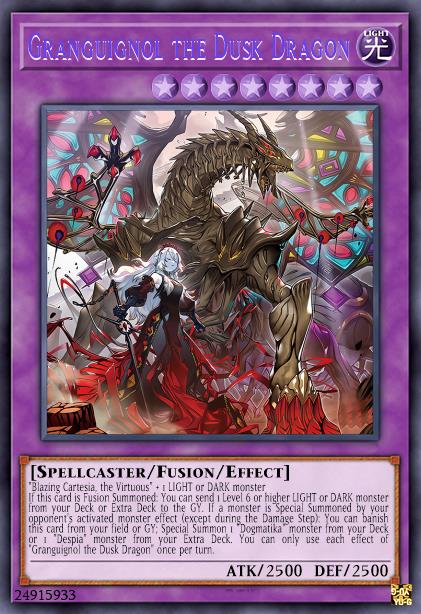 GRANGUIGNOL THE DUSK DRAGON
LIGHT
光
[SPELLCASTER/FUSION/EFFECT]
"Blazing Cartesia, the Virtuous" + 1 LIGHT or DARK monster
If this card is Fusion Summoned: You can send 1 Level 6 or higher LIGHT or DARK monster
from your Deck or Extra Deck to the GY. If a monster is Special Summoned by your
opponent's activated monster effect (except during the Damage Step): You can banish
this card from your field or GY; Special Summon 1 "Dogmatika" monster from your Deck
or 1 "Despia" monster from your Extra Deck. You can only use each effect of
"Granguignol the Dusk Dragon" once per turn.
ATK/2500 DEF/2500
24915933